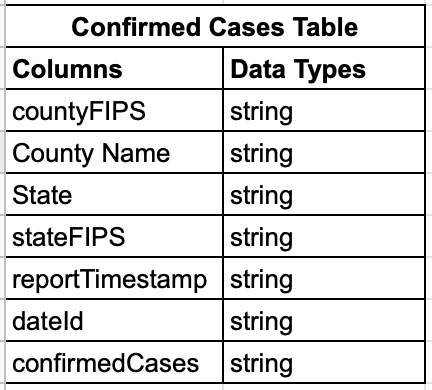 Confirmed Cases Table
Columns Data Types
countyFIPS string
County Name string
State string
stateFIPS string
reportTimestamp string
dateId string
confirmedCases string